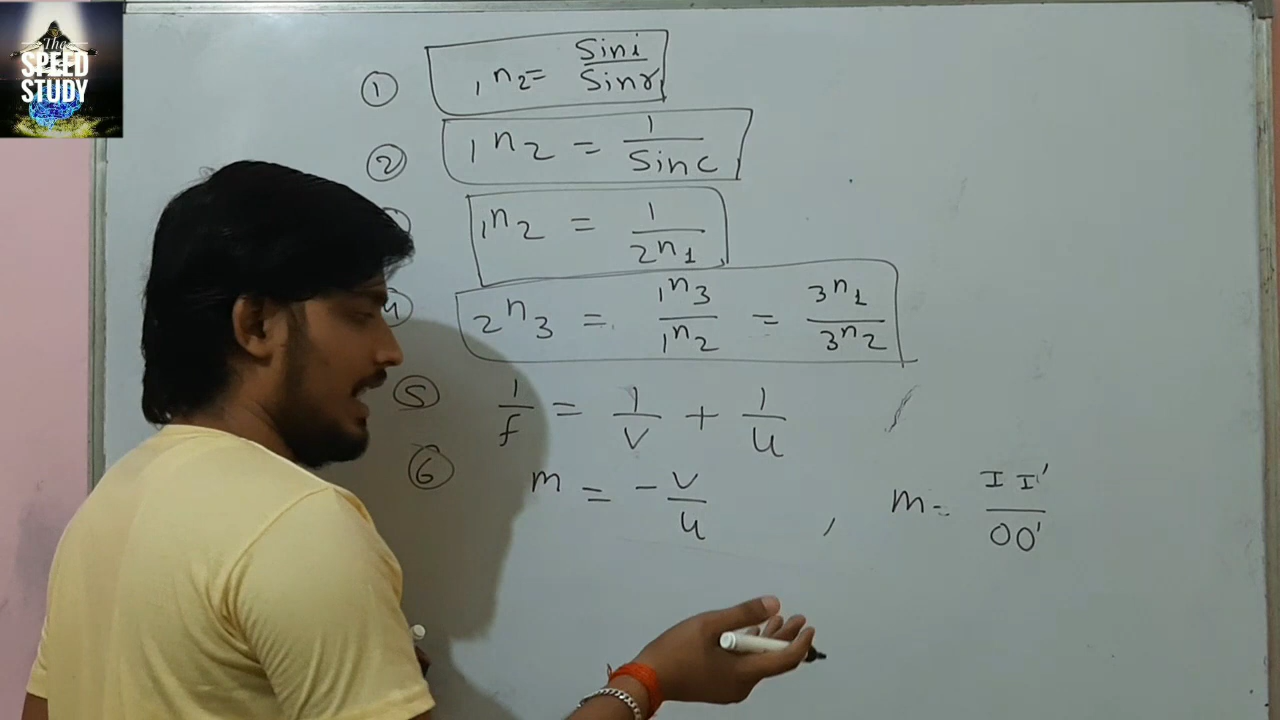 The
SPEED
STUDY
① ₁n₂ = Sin i / Sin r
② ₁n₂ = 1 / Sin c
₁n₂ = 1 / ₂n₁
4 ₂n₃ = ₁n₃ / ₁n₂ = ₃n₁ / ₃n₂
⑤ 1/f = 1/v + 1/u
⑥ m = - v/u , m = II' / OO'